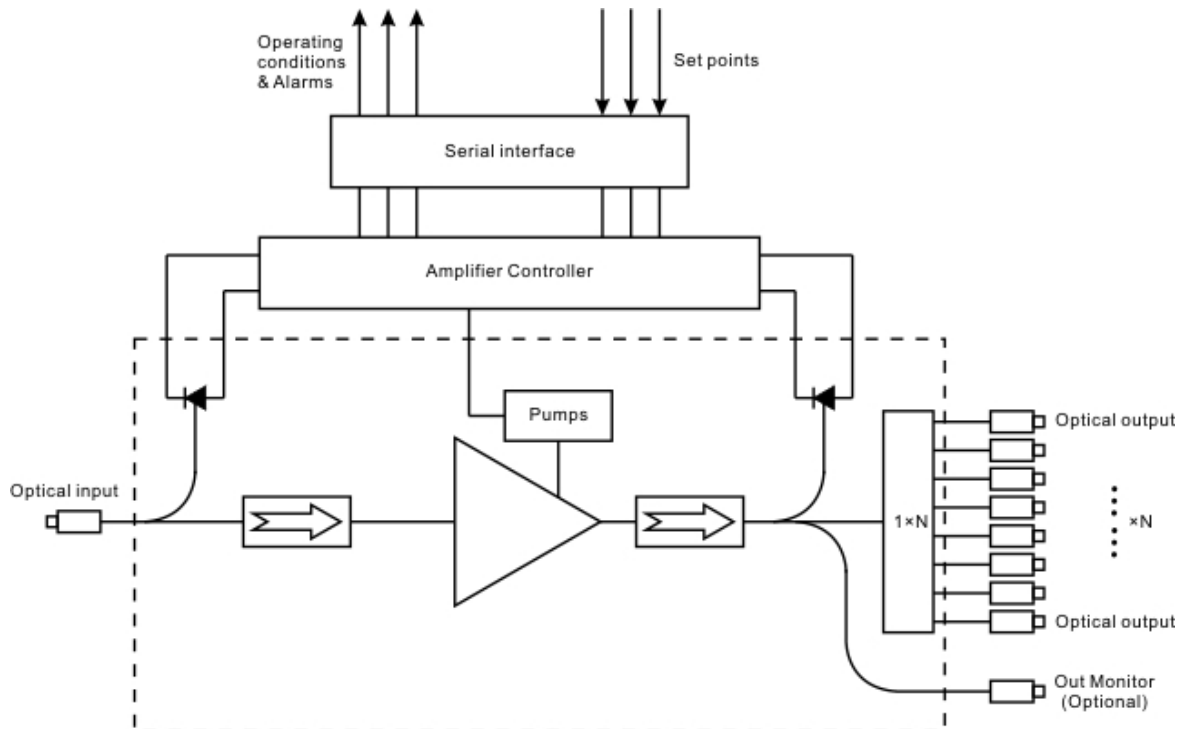 Operating
conditions
& Alarms
Set points
Serial interface
Amplifier Controller
Pumps
Optical input
Optical output
1×N
×N
Optical output
Out Monitor
(Optional)